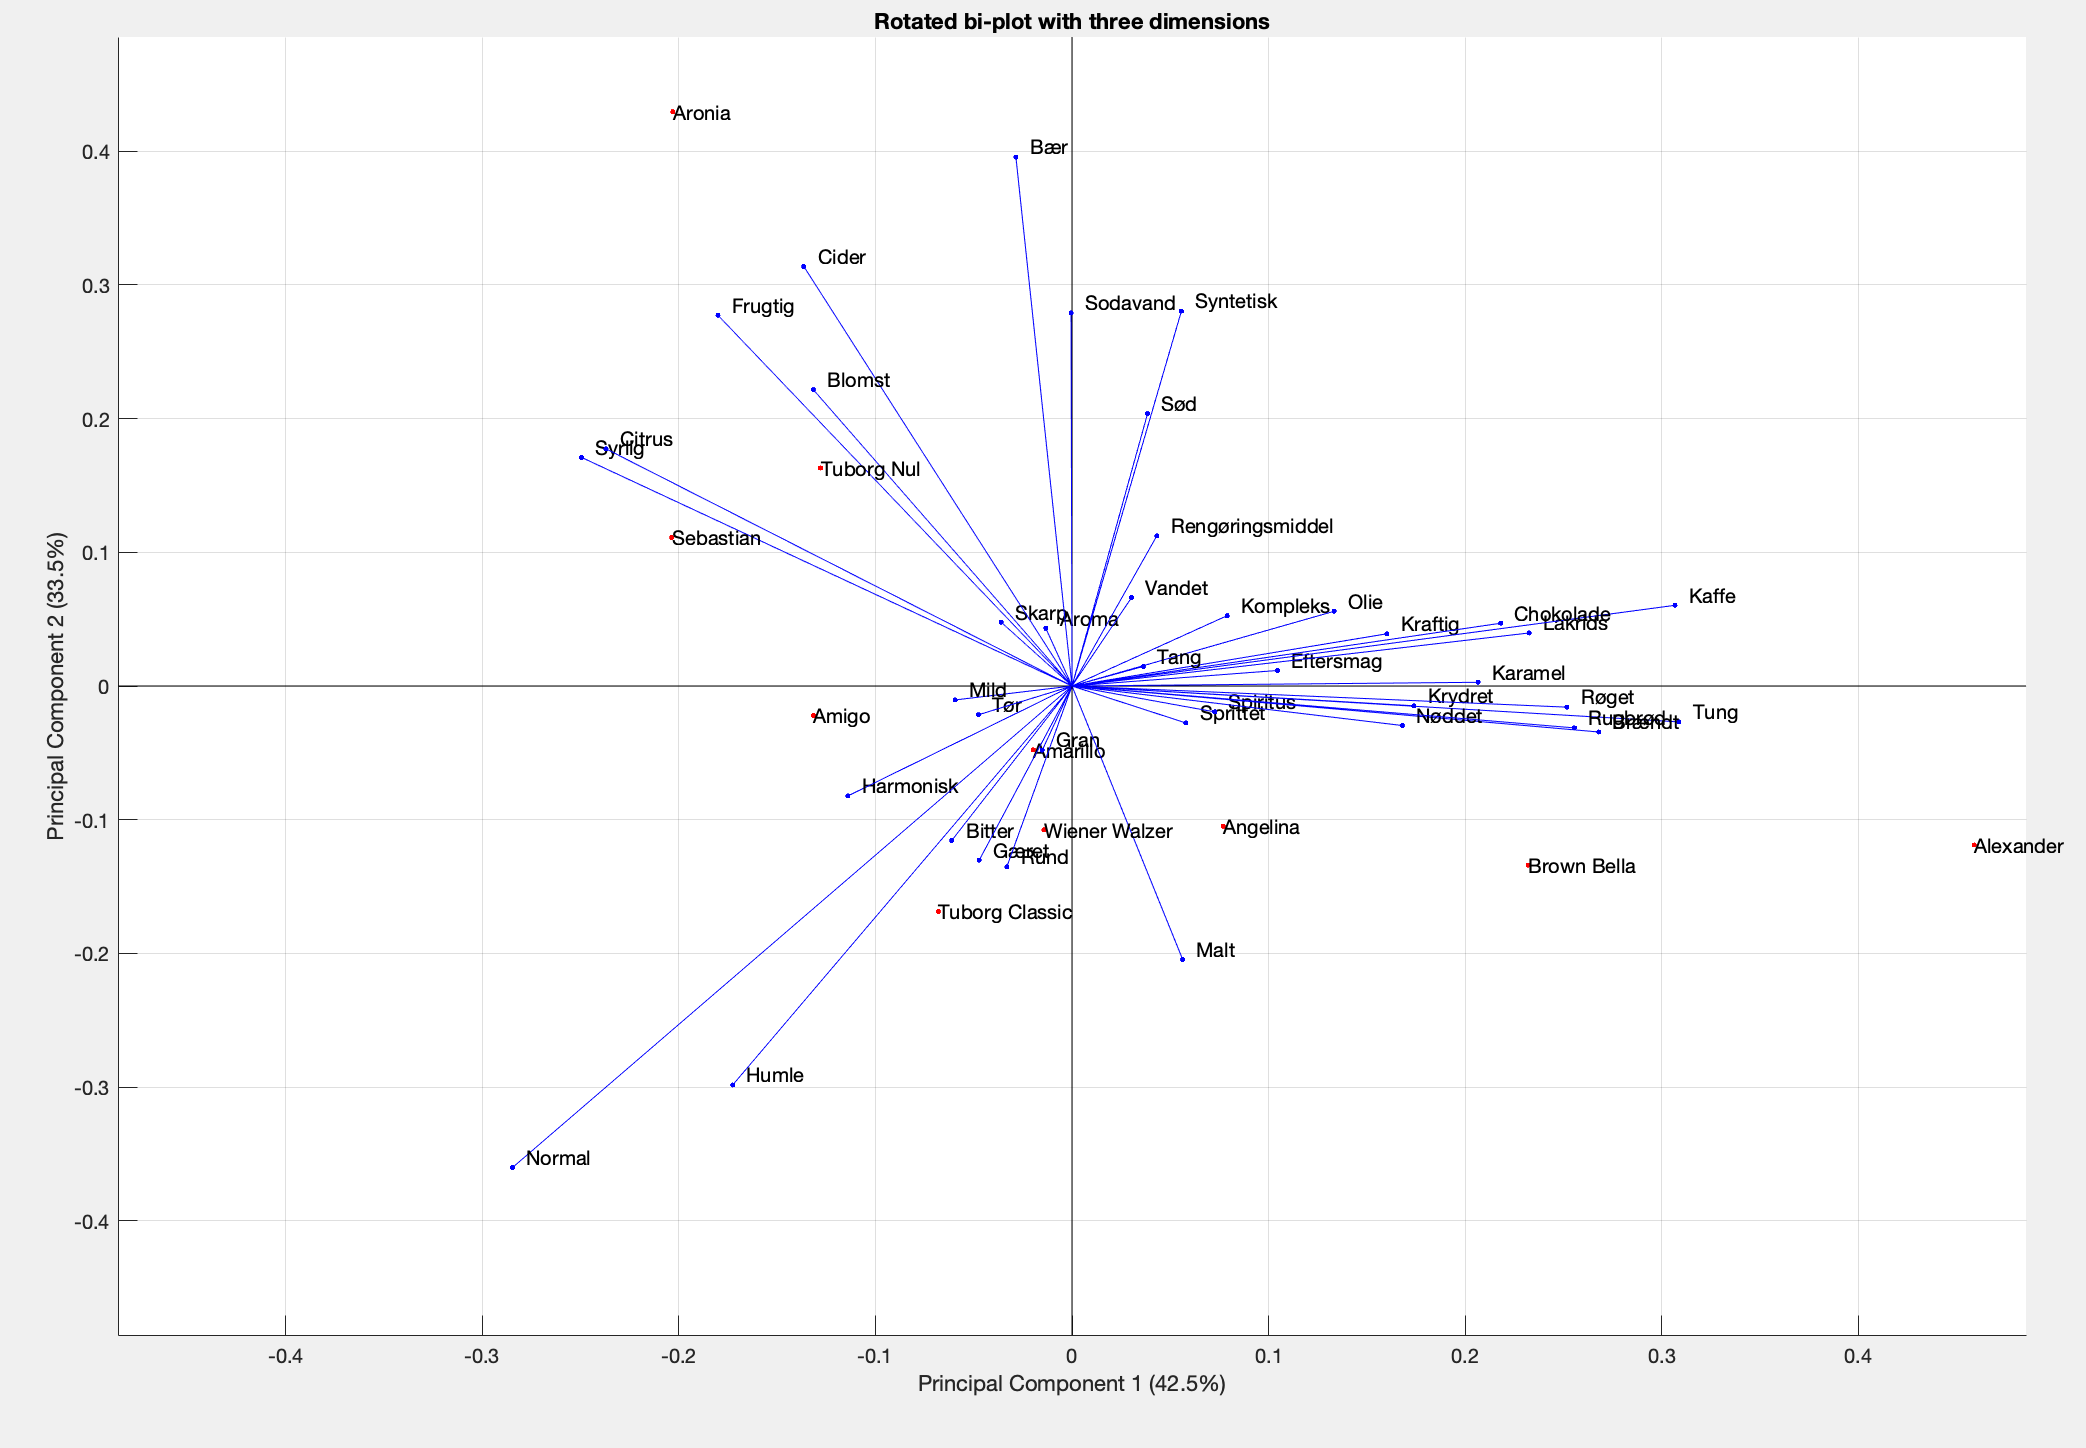 Rotated bi-plot with three dimensions
Aronia
Bær
Cider
Frugtig
Sodavand
Syntetisk
Blomst
Sød
Citrus
Syrlig
Tuborg Nul
Sebastian
Rengøringsmiddel
Vandet
Kompleks
Olie
Kaffe
Skarp
Aroma
Kraftig
Chokolade
Lakrids
Tang
Eftersmag
Karamel
Mild
Tør
Krydret
Røget
Spiritus
Sprittet
Nøddet
Rugbrød
Brændt
Tung
Amigo
Gran
Amarillo
Harmonisk
Bitter
Wiener Walzer
Angelina
Gæret
Rund
Alexander
Brown Bella
Tuborg Classic
Malt
Humle
Normal
0.4
0.3
0.2
0.1
0
-0.1
-0.2
-0.3
-0.4
Principal Component 2 (33.5%)
-0.4 -0.3 -0.2 -0.1 0 0.1 0.2 0.3 0.4
Principal Component 1 (42.5%)